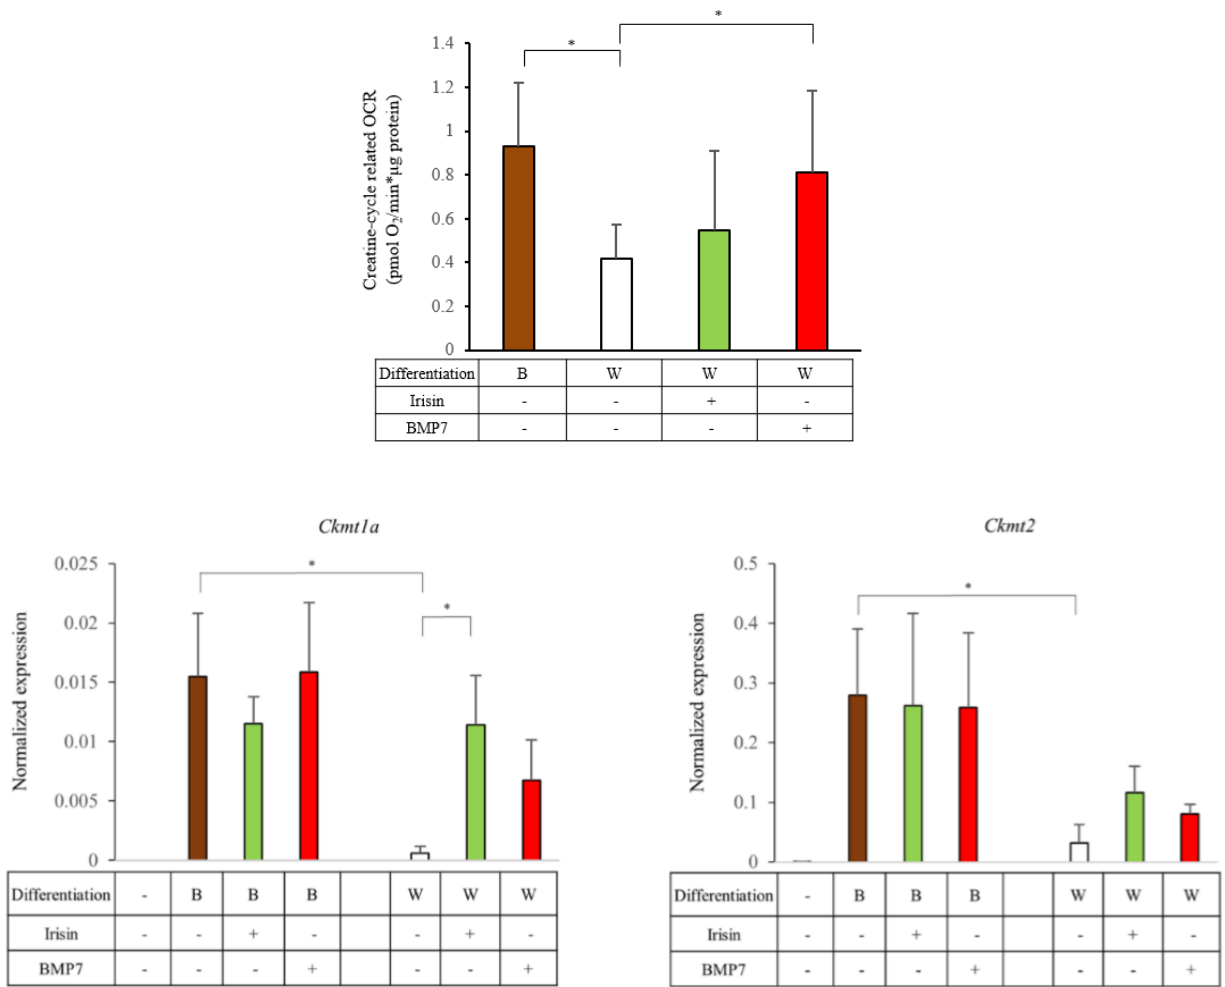 *
*
1.4
1.2
1
0.8
0.6
0.4
0.2
0
Creatine-cycle related OCR
(pmol O₂/min*µg protein)
Differentiation B W W W
Irisin - - + -
BMP7 - - - +
Ckmt1a
*
*
0.025
0.02
0.015
0.01
0.005
0
Normalized expression
Differentiation - B B B W W W
Irisin - - + - - + -
BMP7 - - - + - - +
Ckmt2
*
0.5
0.4
0.3
0.2
0.1
0
Normalized expression
Differentiation - B B B W W W
Irisin - - + - - + -
BMP7 - - - + - - +